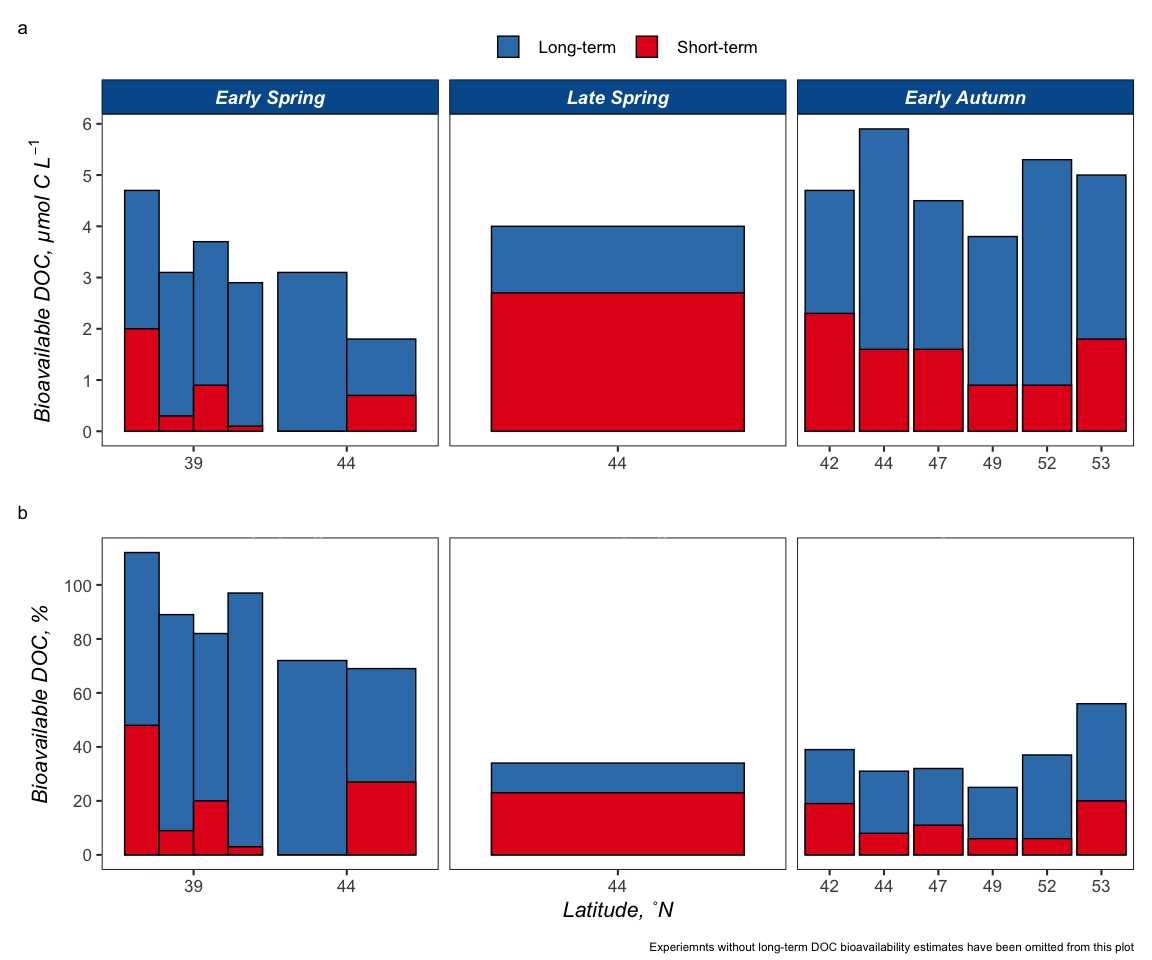 a
Long-term Short-term
Early Spring Late Spring Early Autumn
Bioavailable DOC, μmol C L⁻¹
6
5
4
3
2
1
0
39 44 44 42 44 47 49 52 53
b
Bioavailable DOC, %
100
80
60
40
20
0
39 44 44 42 44 47 49 52 53
Latitude, °N
Experiemnts without long-term DOC bioavailability estimates have been omitted from this plot